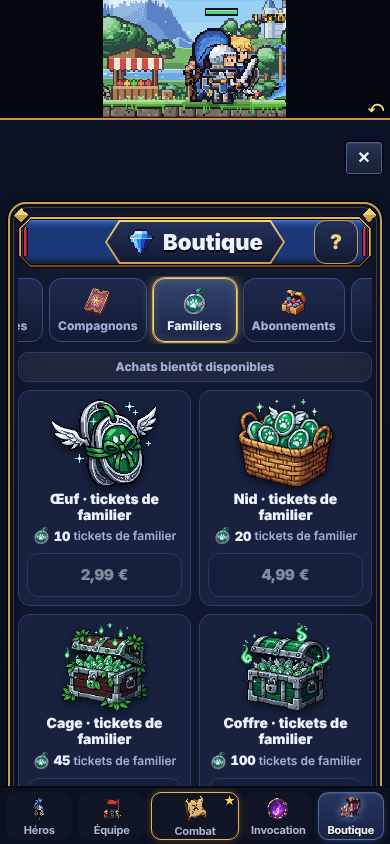 ×
Boutique
?
es
Compagnons
Familiers
Abonnements
Achats bientôt disponibles
Œuf · tickets de
familier
10 tickets de familier
2,99 €
Nid · tickets de
familier
20 tickets de familier
4,99 €
Cage · tickets de
familier
45 tickets de familier
Coffre · tickets de
familier
100 tickets de familier
Héros
Équipe
Combat
Invocation
Boutique